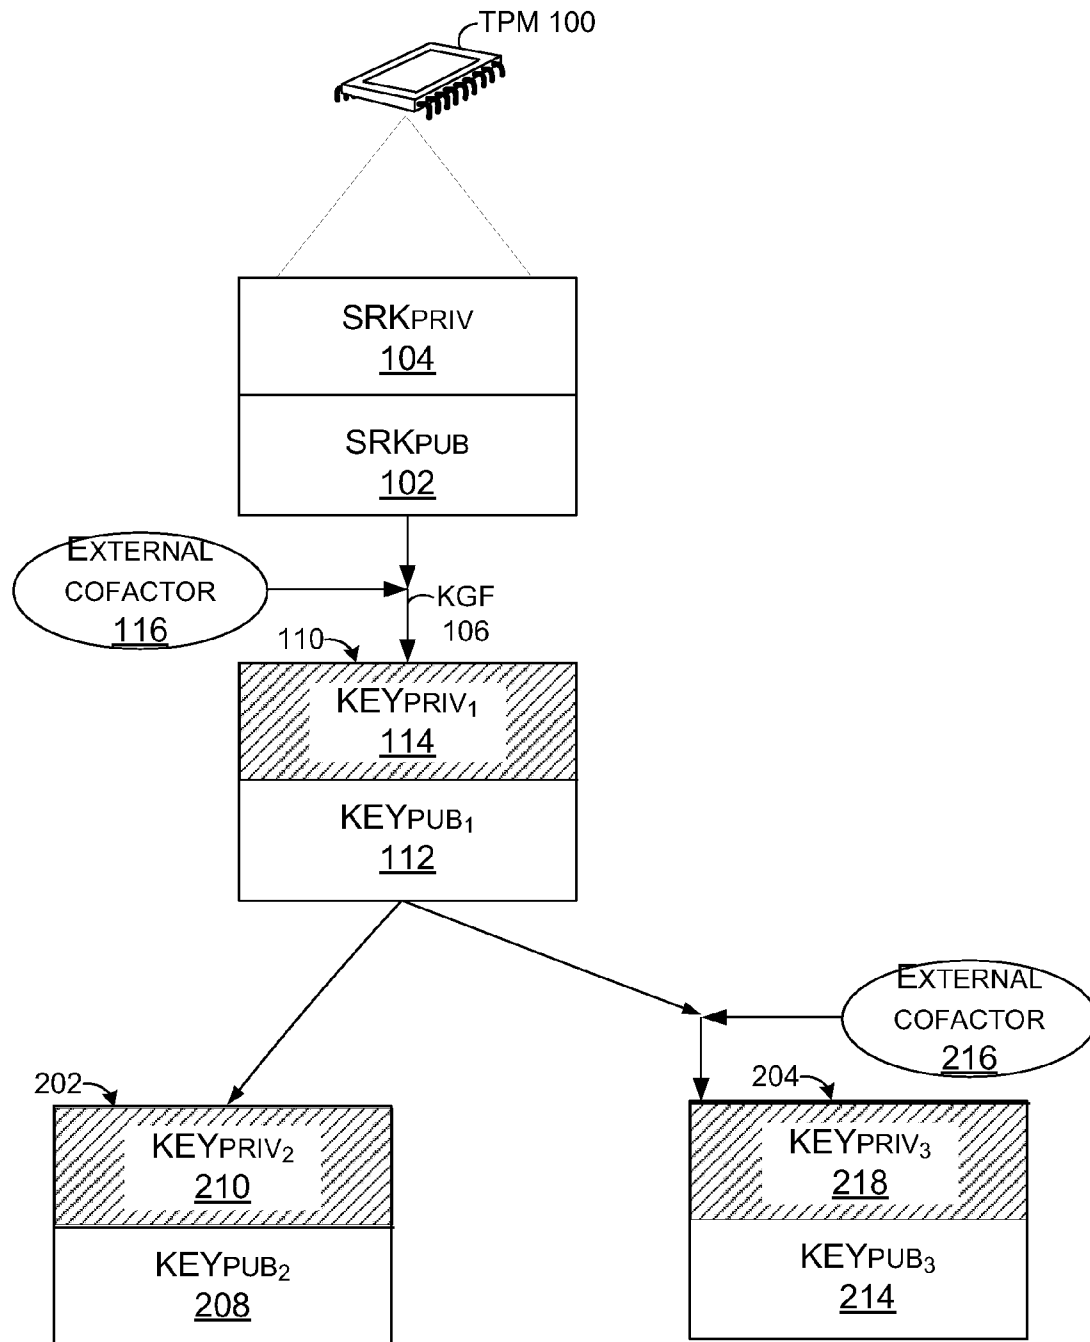 TPM 100
SRKPRIV
104
SRKPUB
102
EXTERNAL
COFACTOR
116
KGF
106
110
KEYPRIV₁
114
KEYPUB₁
112
EXTERNAL
COFACTOR
216
202
204
KEYPRIV₂
210
KEYPRIV₃
218
KEYPUB₂
208
KEYPUB₃
214